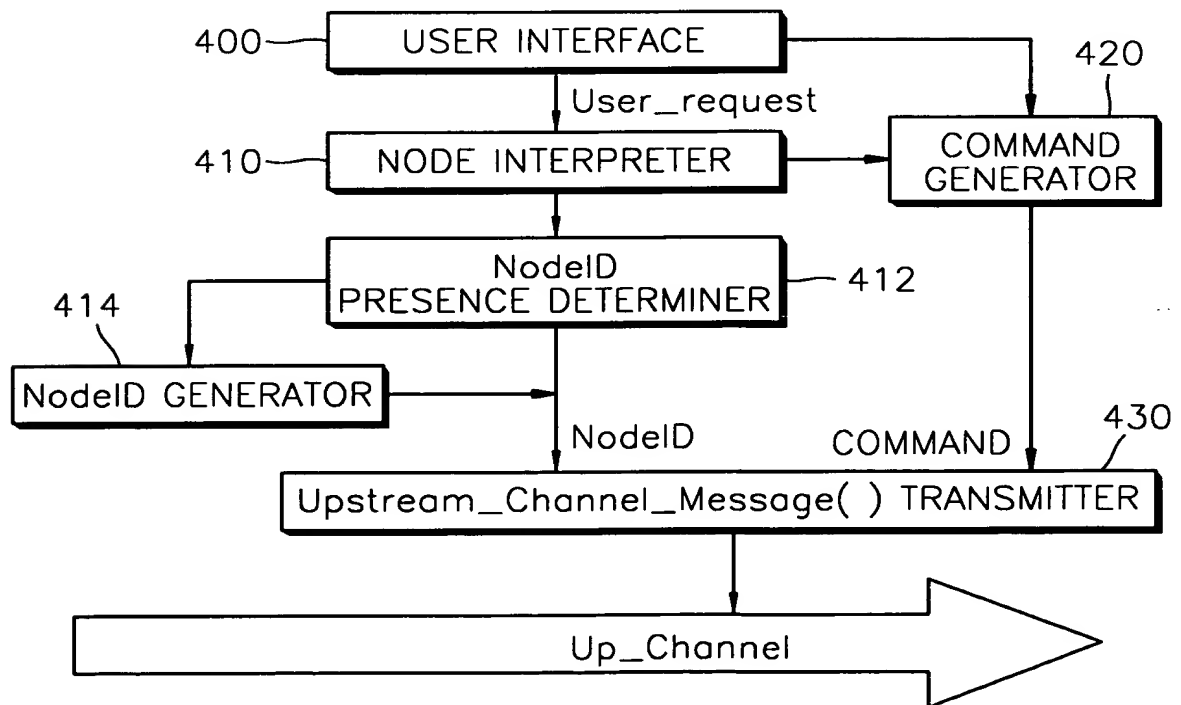 400
USER INTERFACE
420
User_request
410
NODE INTERPRETER
COMMAND
GENERATOR
NodeID
PRESENCE DETERMINER
412
414
NodeID GENERATOR
NodeID
COMMAND
430
Upstream_Channel_Message( ) TRANSMITTER
Up_Channel